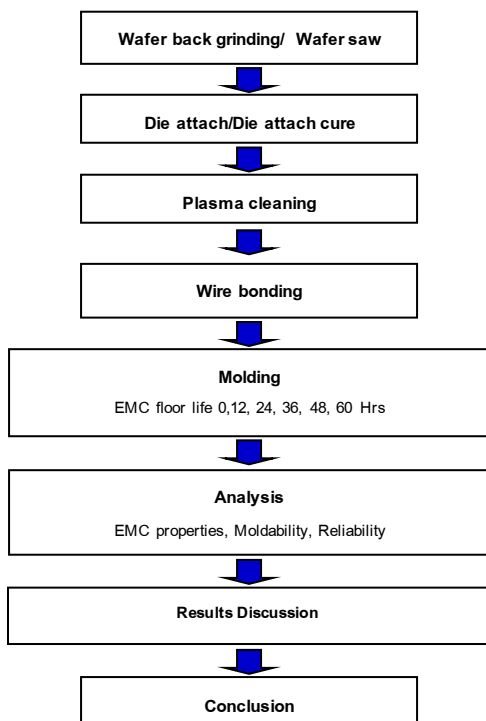 Wafer back grinding/ Wafer saw
Die attach/Die attach cure
Plasma cleaning
Wire bonding
Molding
EMC floor life 0,12, 24, 36, 48, 60 Hrs
Analysis
EMC properties, Moldability, Reliability
Results Discussion
Conclusion